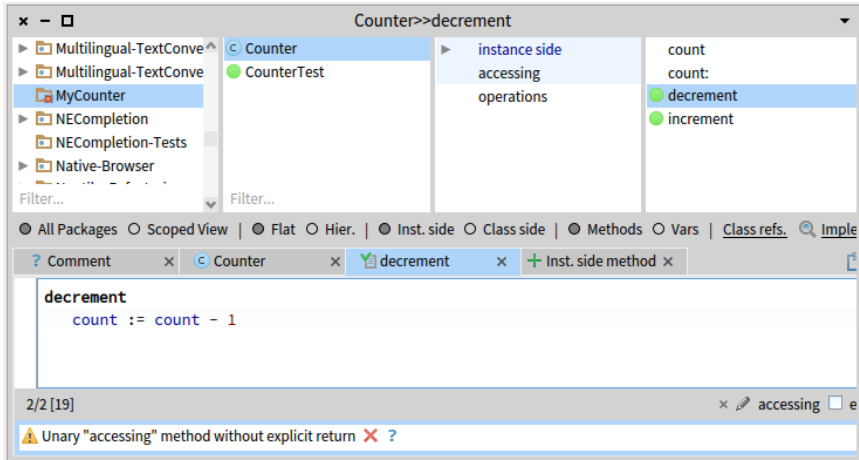 Counter>>decrement
Multilingual-TextConve
Multilingual-TextConve
MyCounter
NECompletion
NECompletion-Tests
Native-Browser
Filter...
Counter
CounterTest
Filter...
instance side
accessing
operations
count
count:
decrement
increment
All Packages Scoped View | Flat Hier. | Inst. side Class side | Methods Vars | Class refs. Imple
? Comment × C Counter × decrement × + Inst. side method ×
decrement
count := count - 1
2/2 [19] × accessing e
Unary "accessing" method without explicit return ?